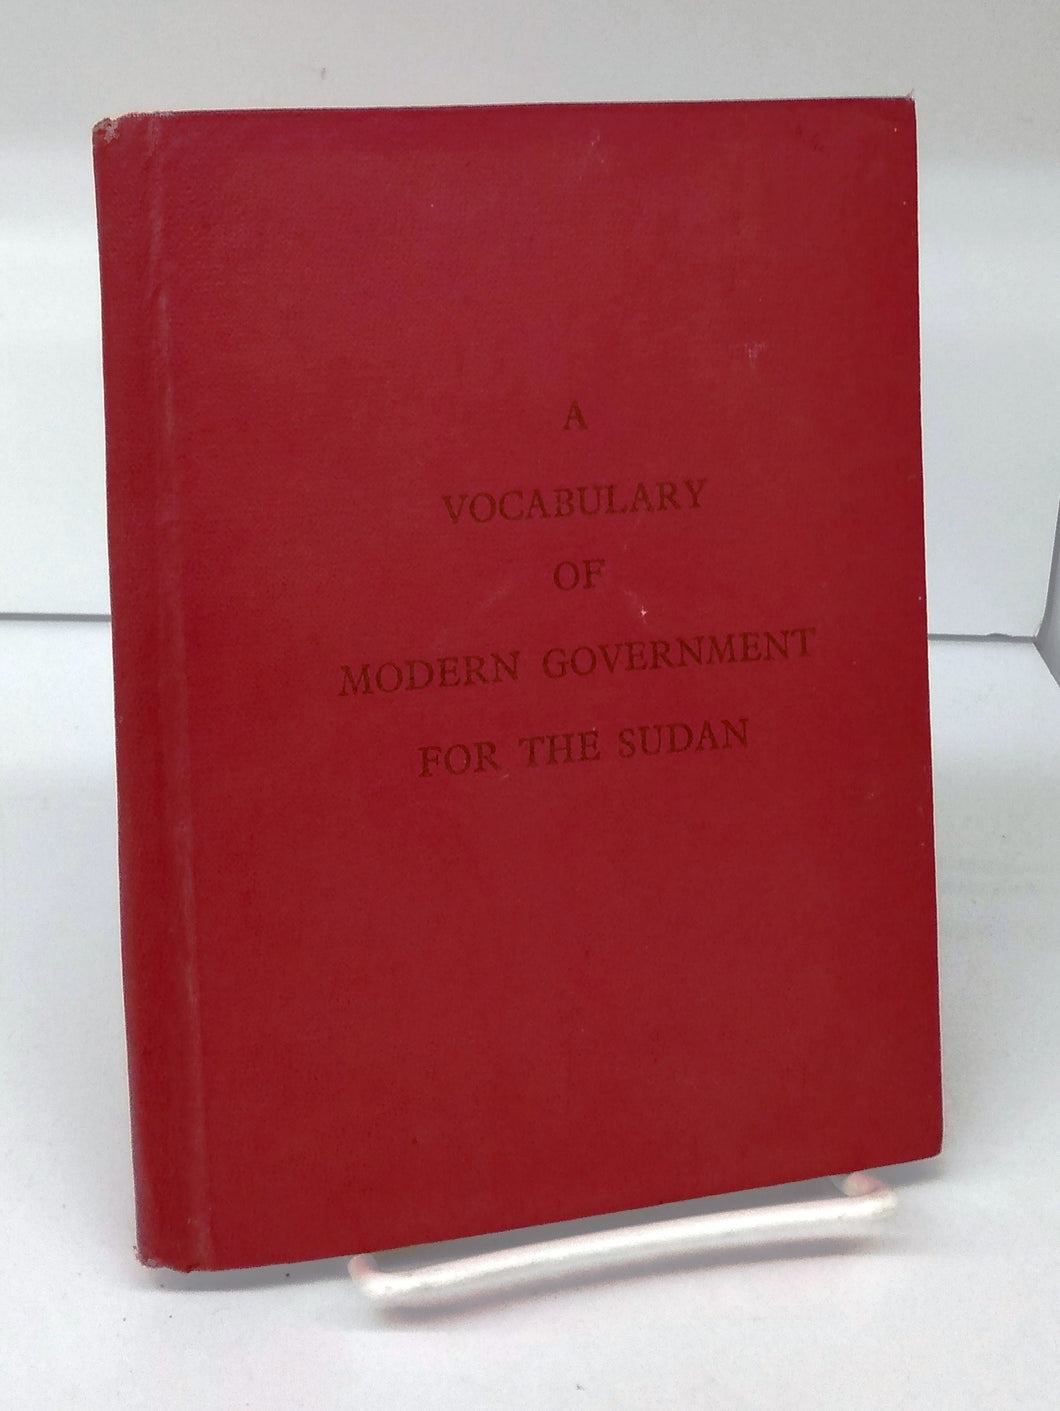 A
VOCABULARY
OF
MODERN GOVERNMENT
FOR THE SUDAN